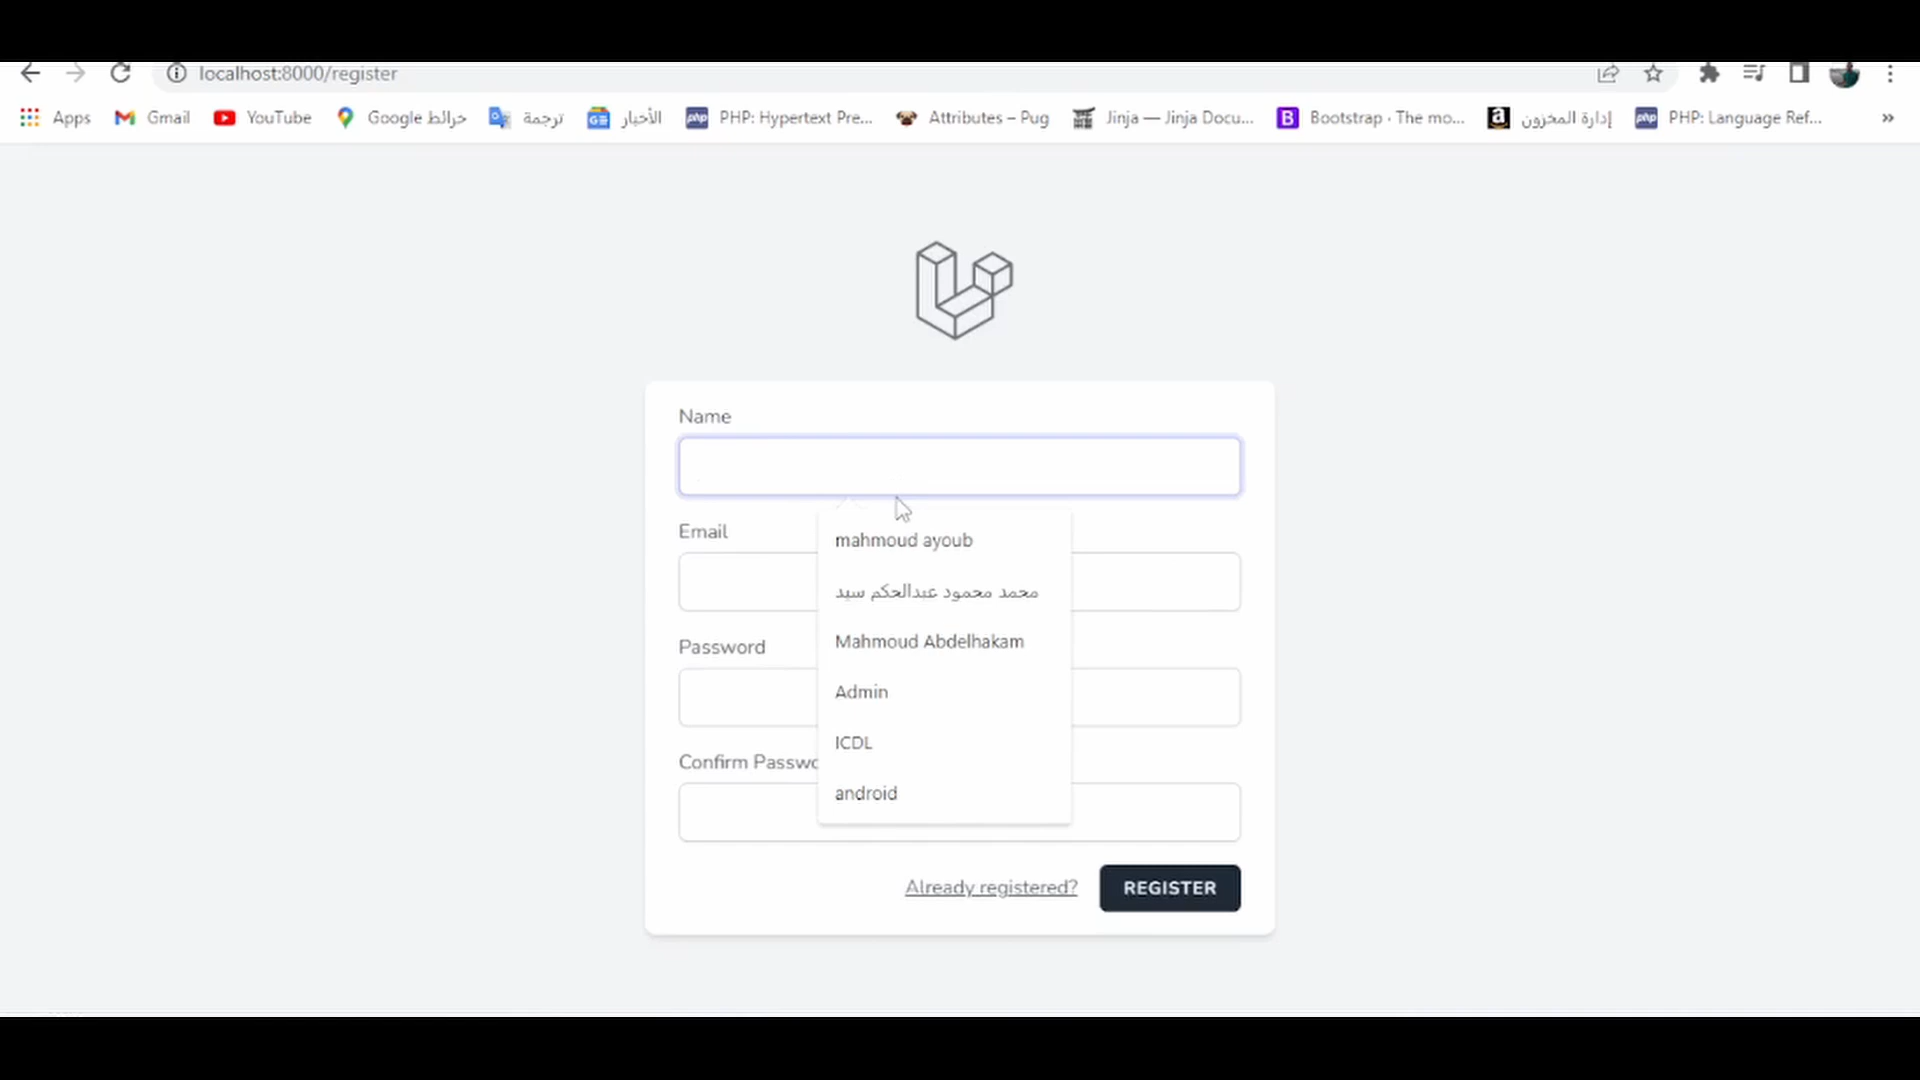 localhost:8000/register
Apps
Gmail
YouTube
خرائط Google
ترجمة
الأخبار
PHP: Hypertext Pre...
Attributes – Pug
Jinja — Jinja Docu...
Bootstrap · The mo...
إدارة المخزون
PHP: Language Ref...
Name
Email
mahmoud ayoub
محمد محمود عبدالحكم سيد
Password
Mahmoud Abdelhakam
Admin
ICDL
Confirm Passwo
android
Already registered?
REGISTER